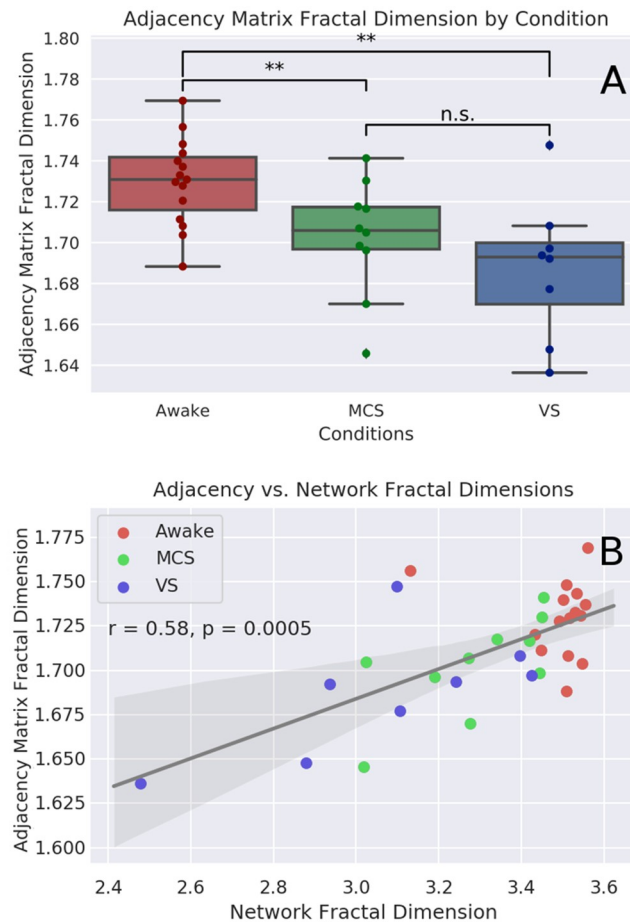 Adjacency Matrix Fractal Dimension by Condition
A
Adjacency Matrix Fractal Dimension
1.80
1.78
1.76
1.74
1.72
1.70
1.68
1.66
1.64
**
**
n.s.
Awake
MCS
VS
Conditions
Adjacency vs. Network Fractal Dimensions
B
Adjacency Matrix Fractal Dimension
1.775
1.750
1.725
1.700
1.675
1.650
1.625
1.600
Awake
MCS
VS
r = 0.58, p = 0.0005
2.4
2.6
2.8
3.0
3.2
3.4
3.6
Network Fractal Dimension